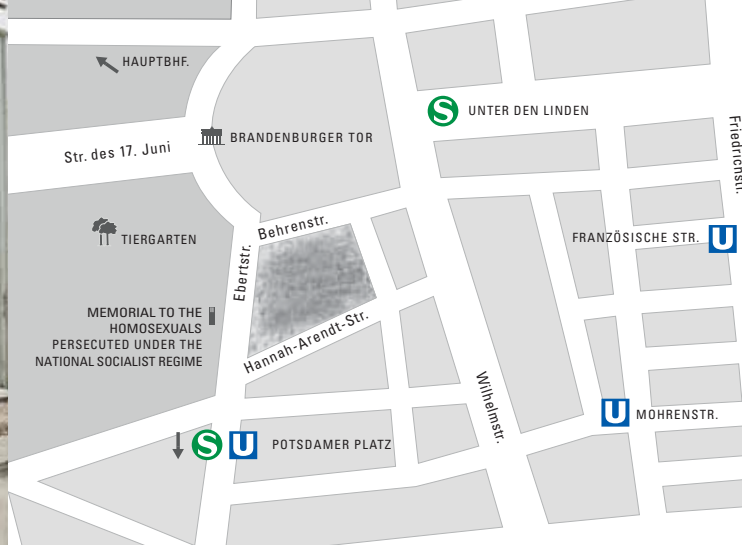 HAUPTBHF.
S UNTER DEN LINDEN
BRANDENBURGER TOR
Str. des 17. Juni
Friedrichstr.
Behrenstr.
TIERGARTEN
FRANZÖSISCHE STR. U
Ebertstr.
MEMORIAL TO THE
HOMOSEXUALS
PERSECUTED UNDER THE
NATIONAL SOCIALIST REGIME
Hannah-Arendt-Str.
Wilhelmstr.
U MOHRENSTR.
S U POTSDAMER PLATZ